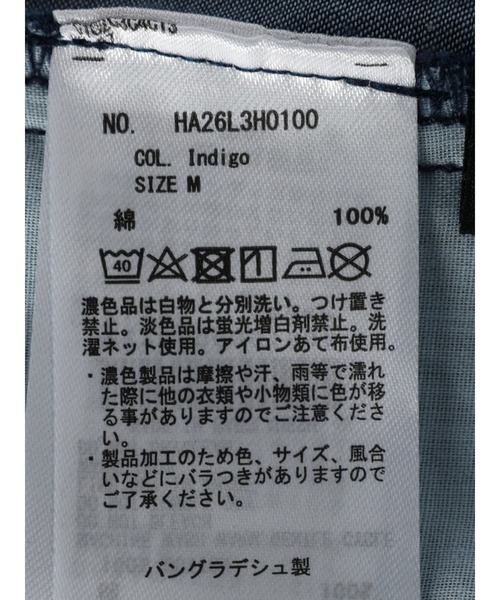 NO. HA26L3H0100
COL. Indigo
SIZE M
綿 100%
40
濃色品は白物と分別洗い。つけ置き
禁止。淡色品は蛍光増白剤禁止。洗
濯ネット使用。アイロンあて布使用。
・濃色製品は摩擦や汗、雨等で濡れ
た際に他の衣類や小物類に色が移
る事がありますのでご注意くださ
い。
・製品加工のため色、サイズ、風合
いなどにバラつきがありますので
ご了承ください。
バングラデシュ製